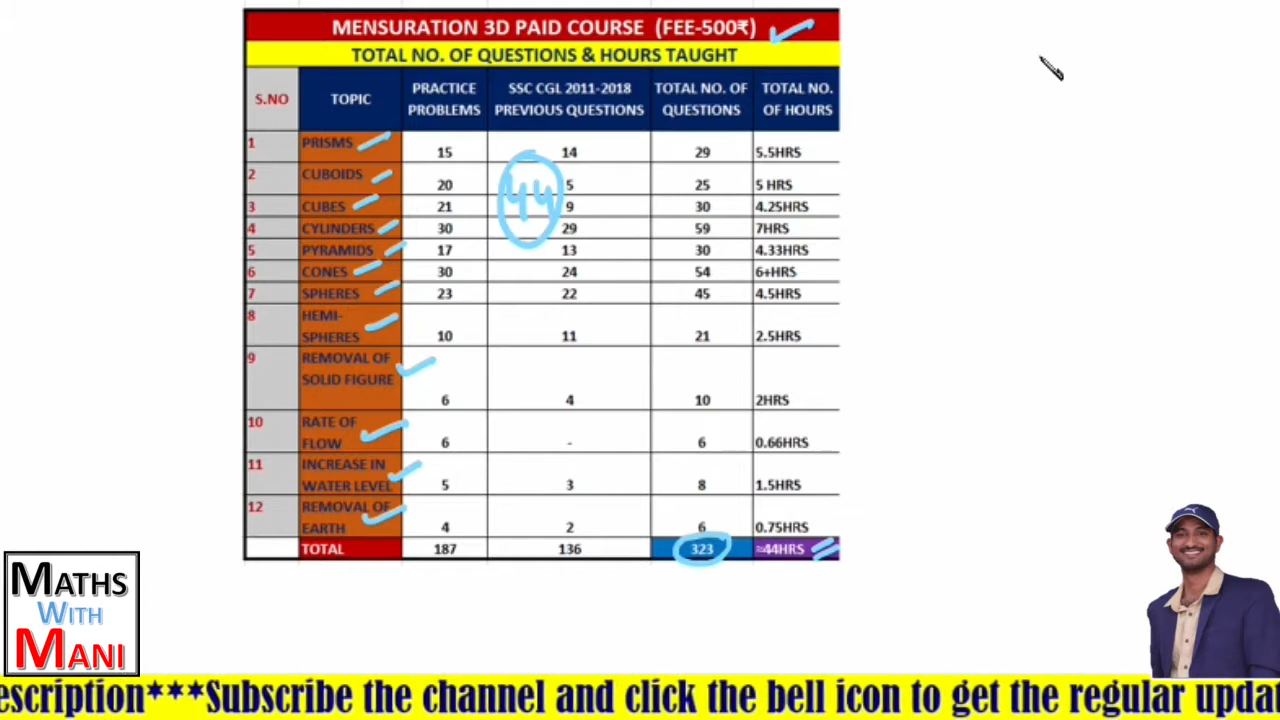 MENSURATION 3D PAID COURSE (FEE-500₹)
TOTAL NO. OF QUESTIONS & HOURS TAUGHT
S.NO TOPIC PRACTICE PROBLEMS SSC CGL 2011-2018 PREVIOUS QUESTIONS TOTAL NO. OF QUESTIONS TOTAL NO. OF HOURS
1 PRISMS 15 14 29 5.5HRS
2 CUBOIDS 20 5 25 5 HRS
44
3 CUBES 21 9 30 4.25HRS
4 CYLINDERS 30 29 59 7HRS
5 PYRAMIDS 17 13 30 4.33HRS
6 CONES 30 24 54 6+HRS
7 SPHERES 23 22 45 4.5HRS
8 HEMI-SPHERES 10 11 21 2.5HRS
9 REMOVAL OF SOLID FIGURE 6 4 10 2HRS
10 RATE OF FLOW 6 - 6 0.66HRS
11 INCREASE IN WATER LEVEL 5 3 8 1.5HRS
12 REMOVAL OF EARTH 4 2 6 0.75HRS
TOTAL 187 136 323 ≈44HRS
MATHS
WITH
MANI
escription***Subscribe the channel and click the bell icon to get the regular updat